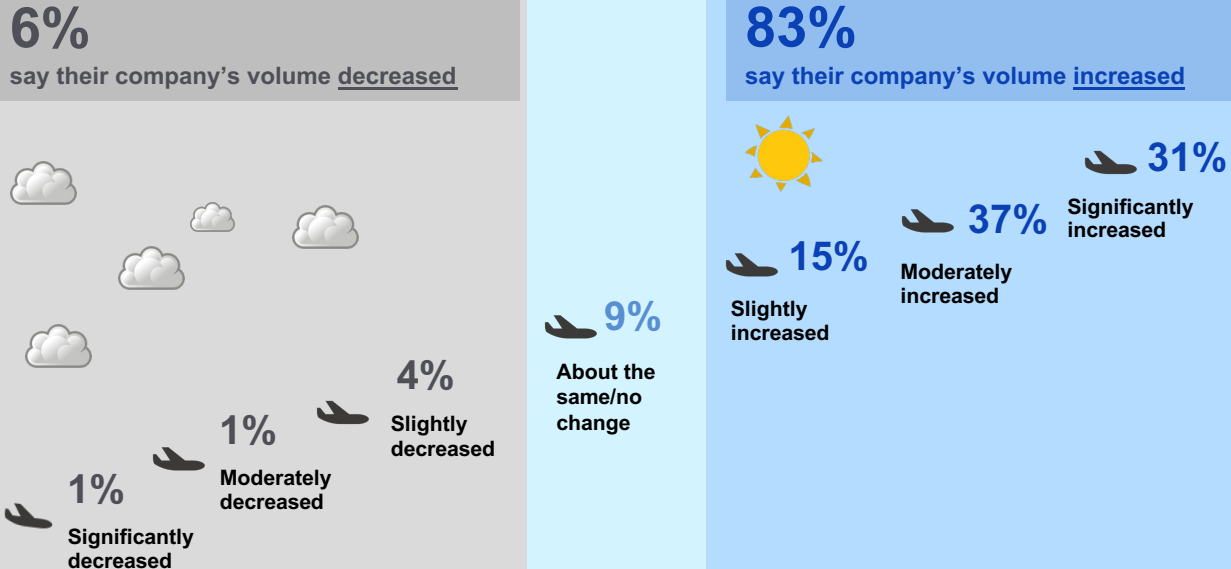 6%
say their company's volume decreased
1%
Significantly
decreased
1%
Moderately
decreased
4%
Slightly
decreased
9%
About the
same/no
change
83%
say their company's volume increased
15%
Slightly
increased
37%
Moderately
increased
31%
Significantly
increased